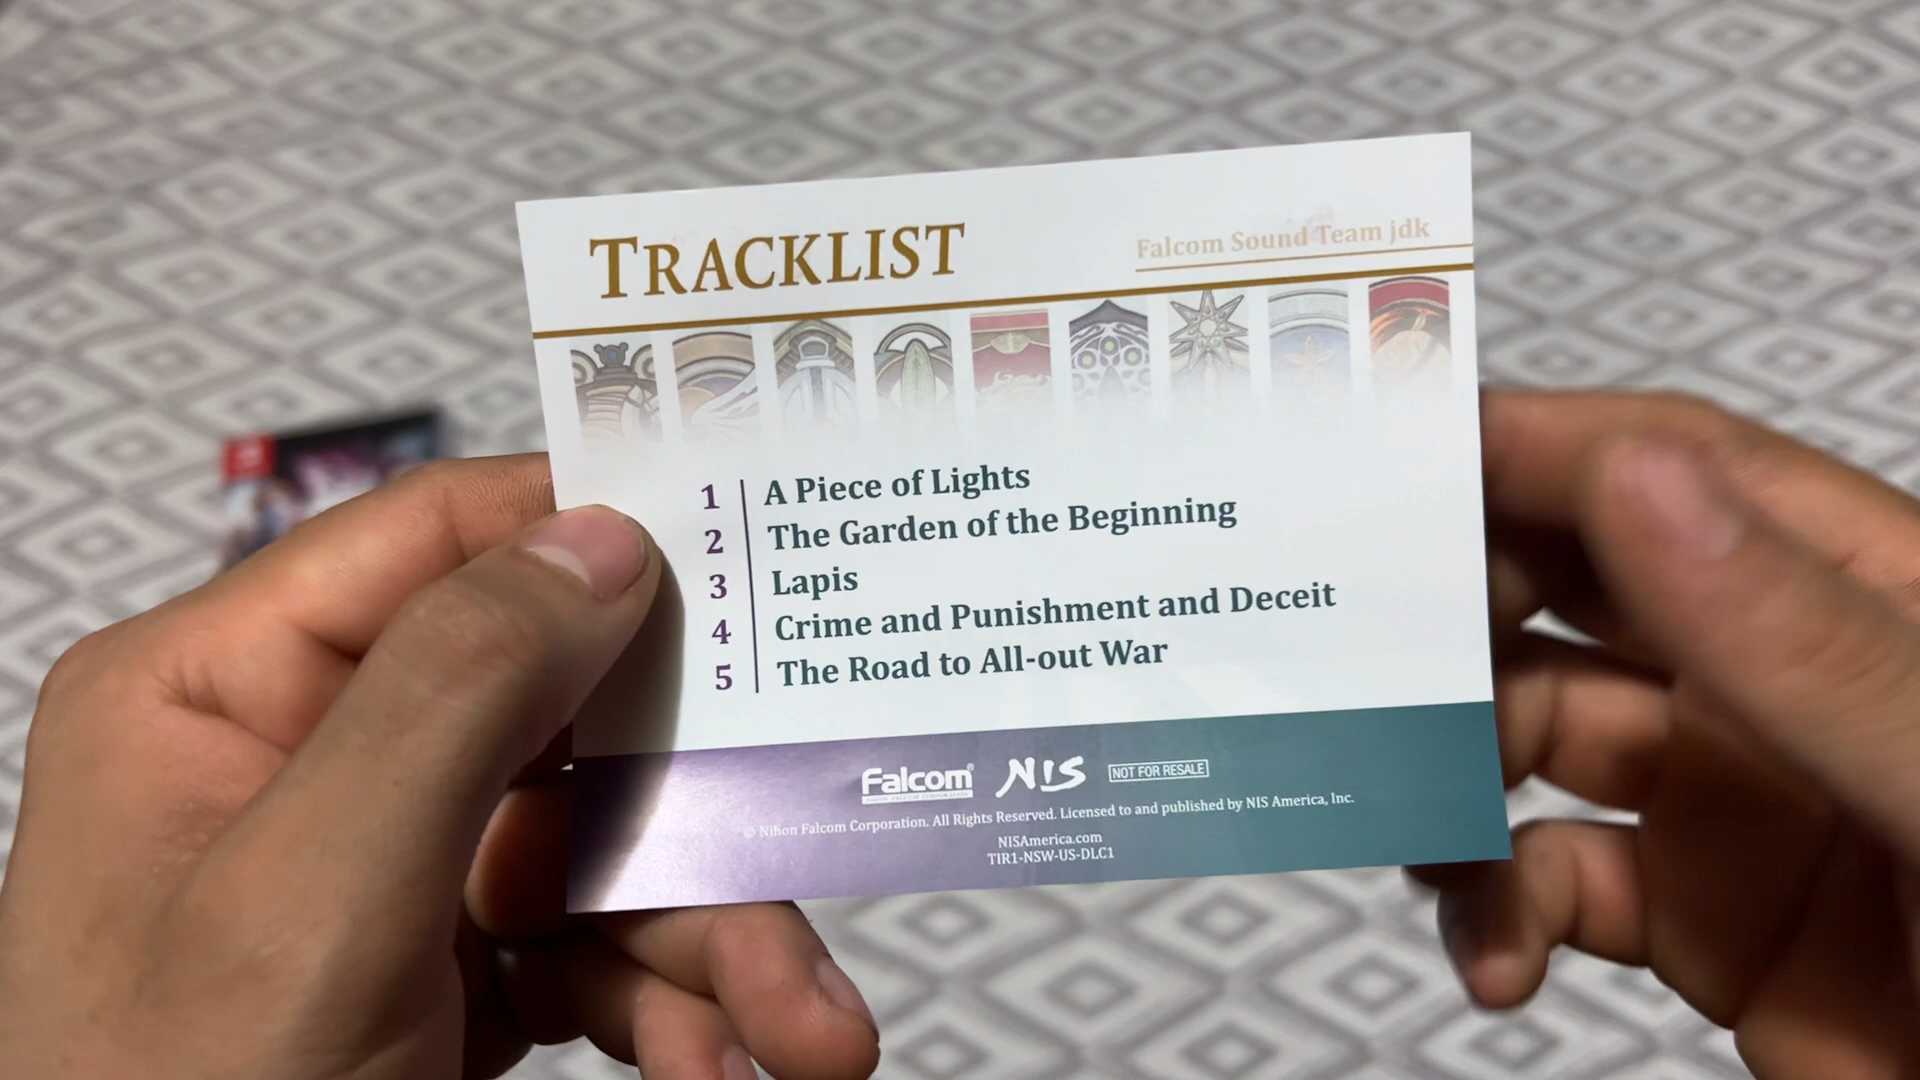 TRACKLIST
Falcom Sound Team jdk
1 A Piece of Lights
2 The Garden of the Beginning
3 Lapis
4 Crime and Punishment and Deceit
5 The Road to All-out War
Falcom® NIS NOT FOR RESALE
© Nihon Falcom Corporation. All Rights Reserved. Licensed to and published by NIS America, Inc.
NISAmerica.com
TIR1-NSW-US-DLC1